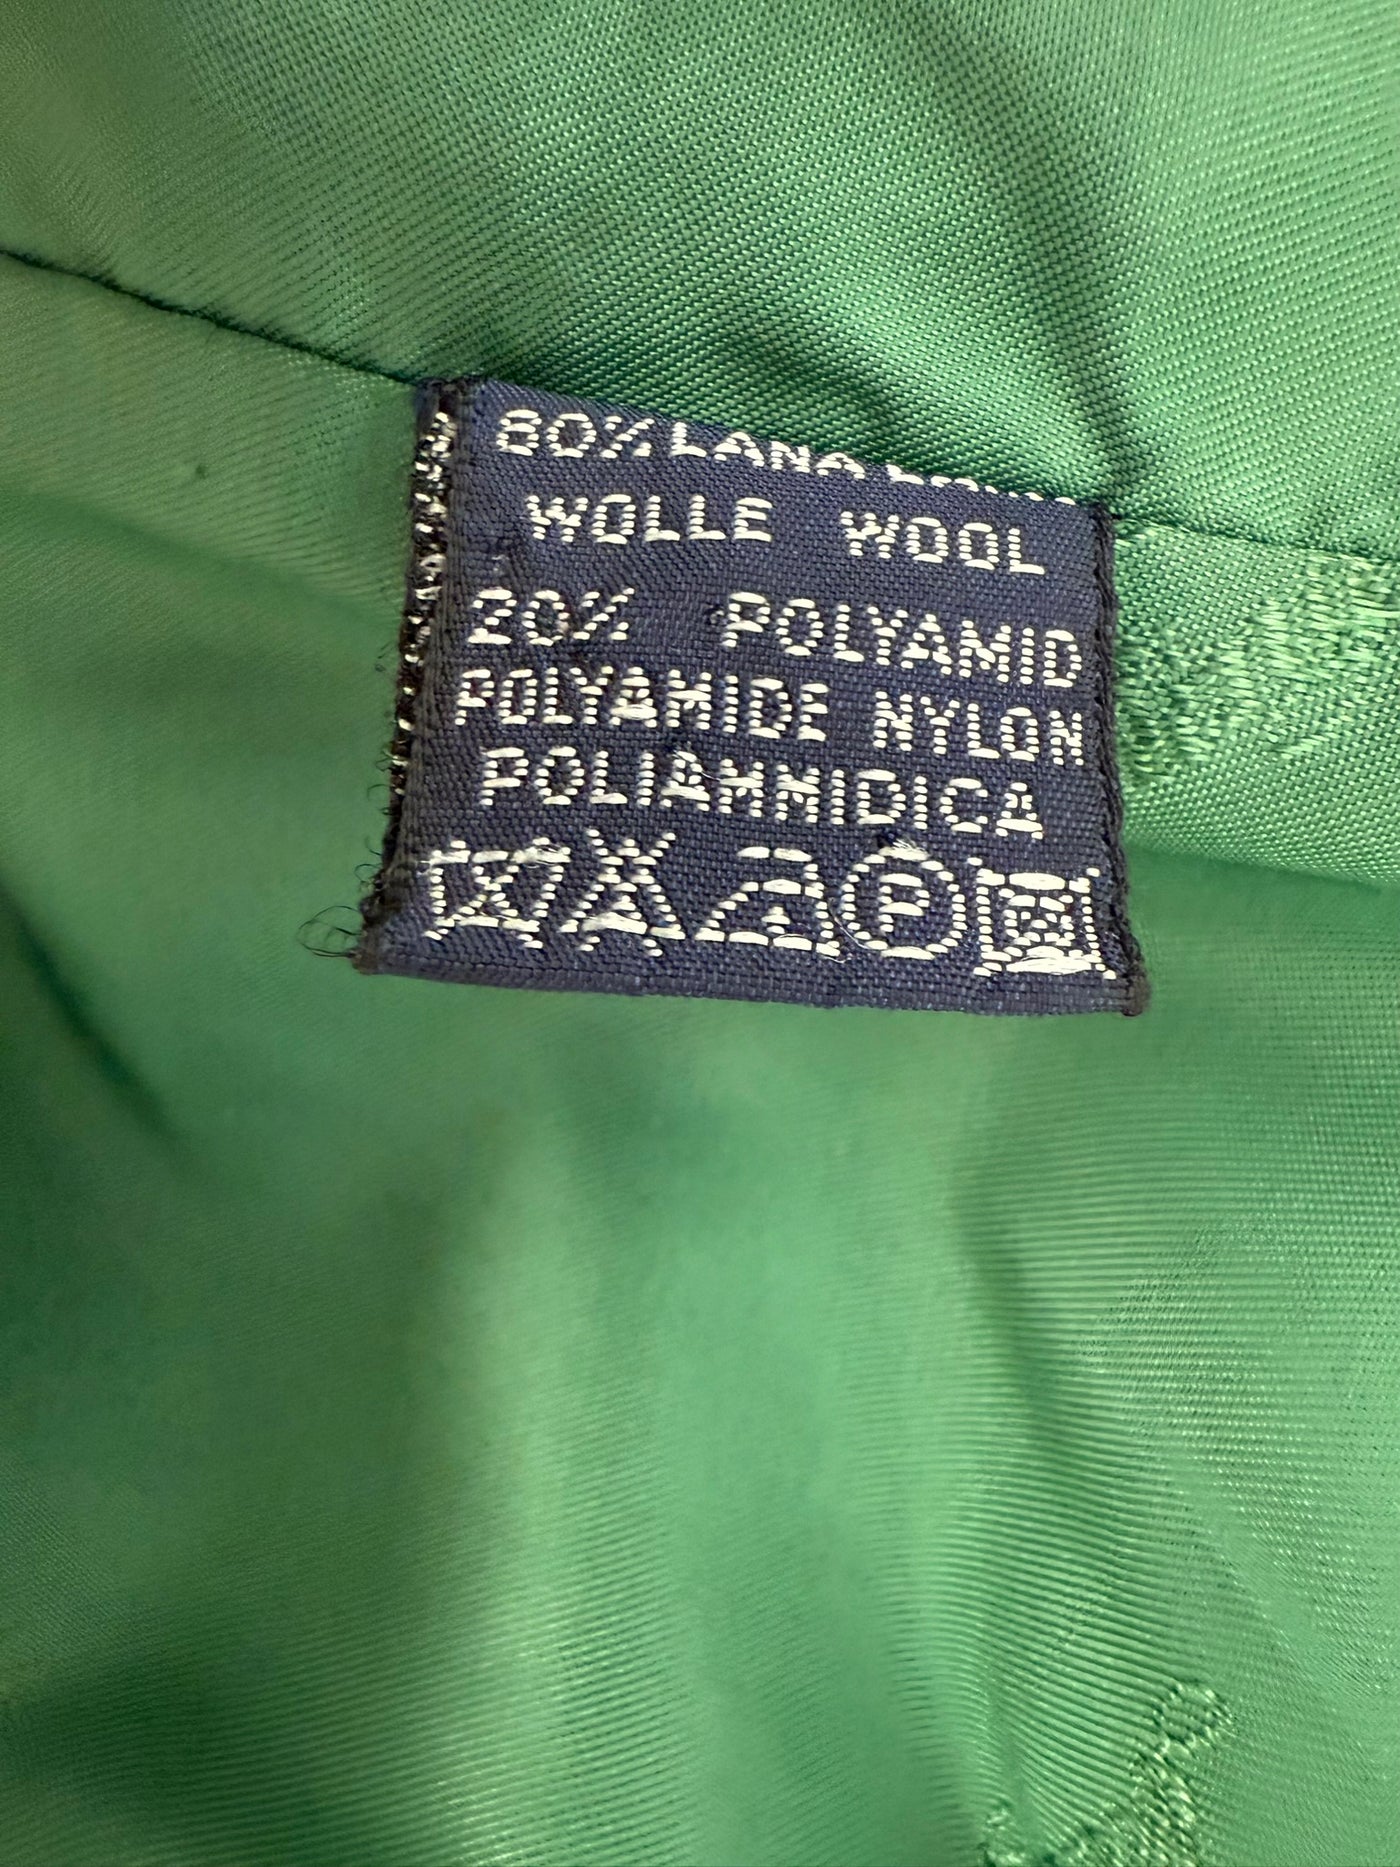 80% LANA
WOLLE WOOL
20% POLYAMID
POLYAMIDE NYLON
POLIAMMIDICA
P